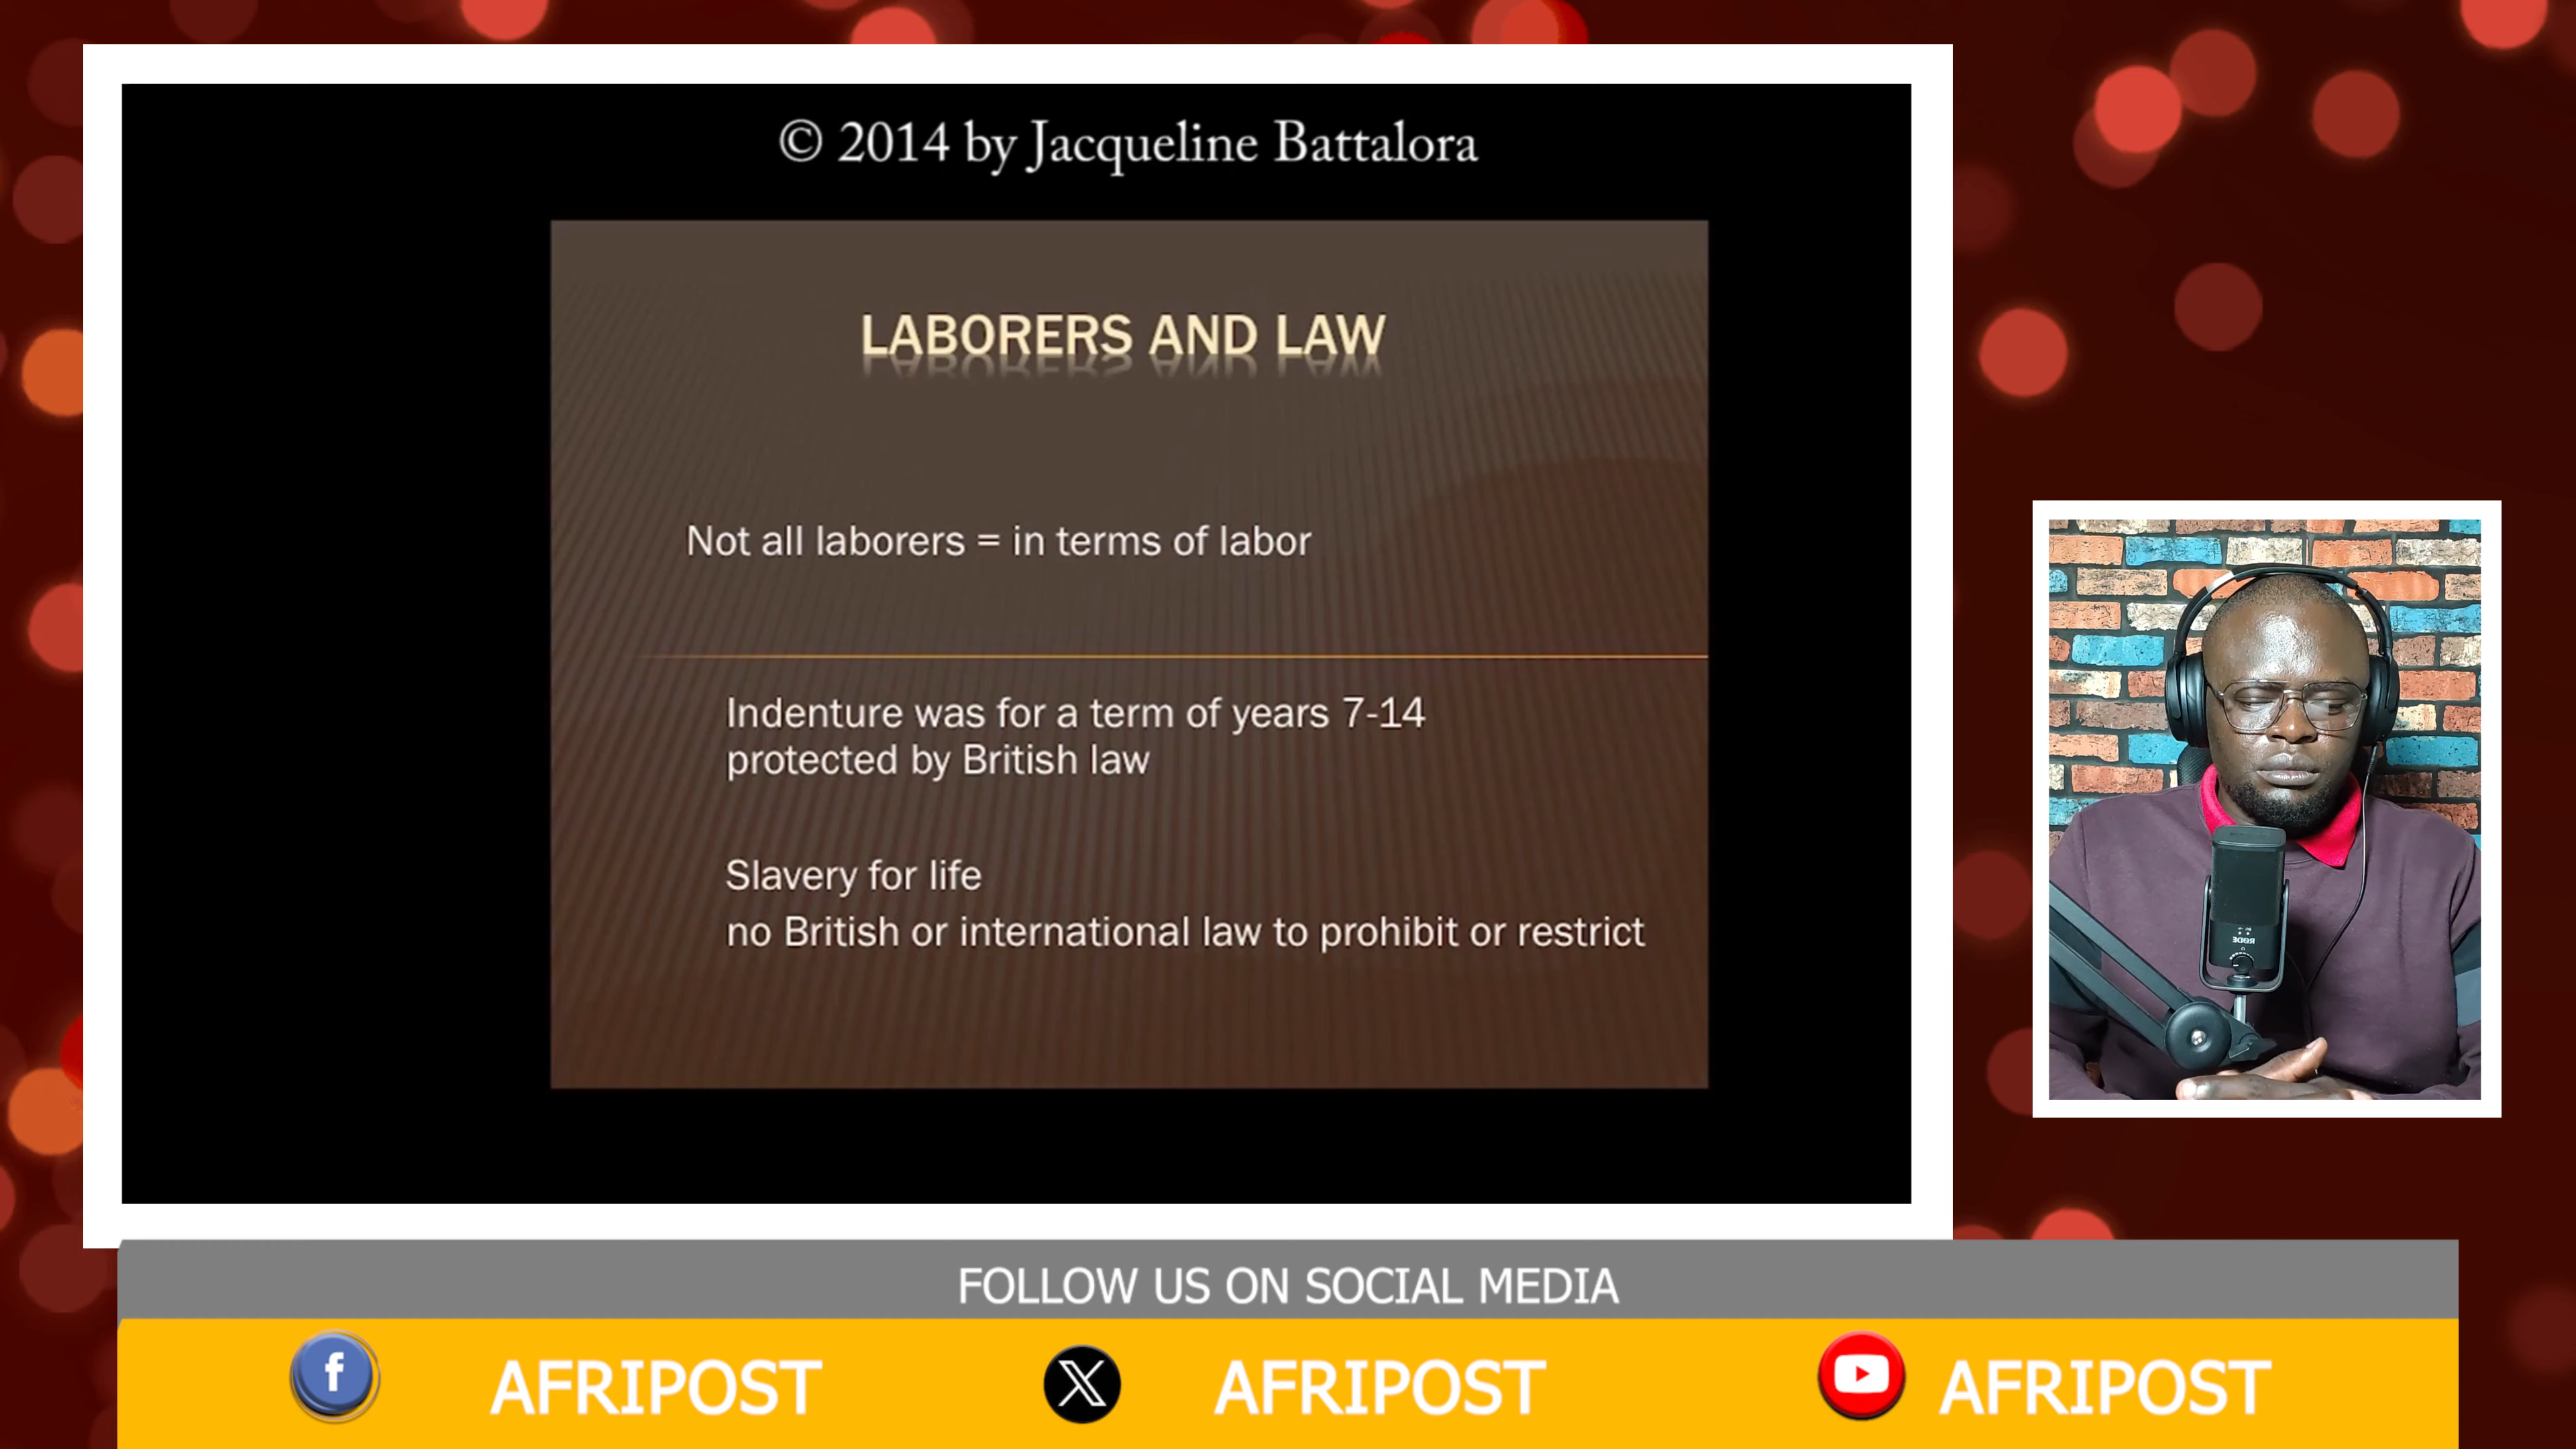 © 2014 by Jacqueline Battalora
LABORERS AND LAW
Not all laborers = in terms of labor
Indenture was for a term of years 7-14
protected by British law
Slavery for life
no British or international law to prohibit or restrict
RØDE
FOLLOW US ON SOCIAL MEDIA
f AFRIPOST X AFRIPOST AFRIPOST